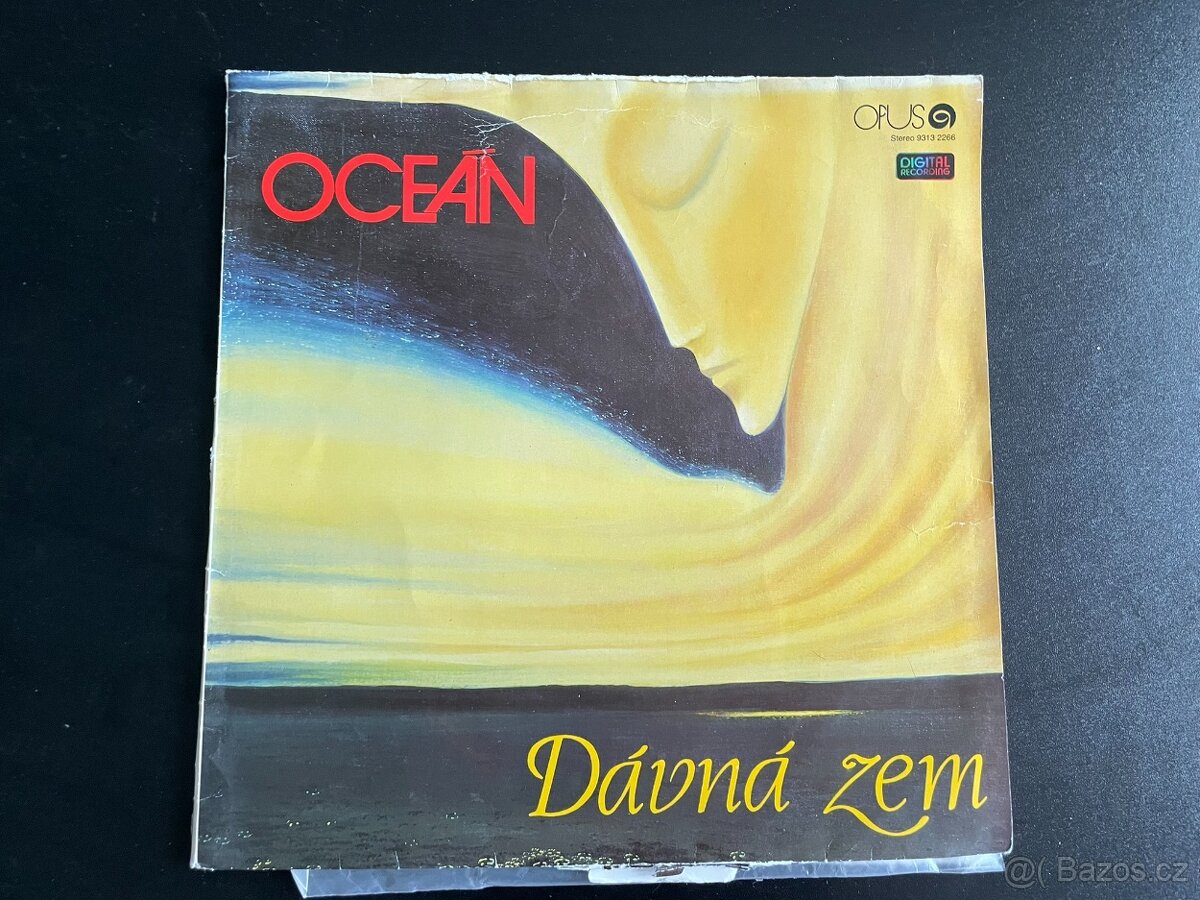 OPUS
Stereo 9313 2266
DIGITAL
RECORDING
OCEÁN
Dávná zem
@( Bazos.cz